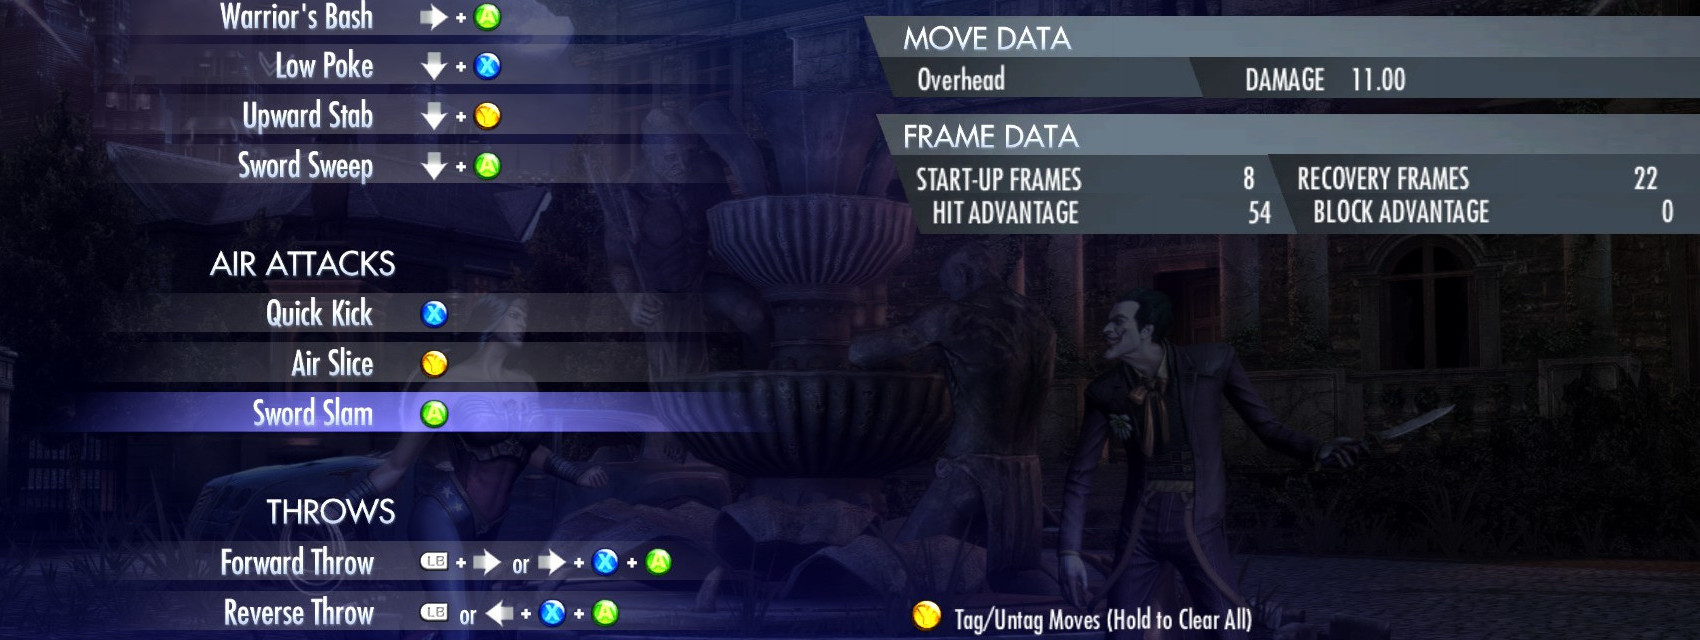 Warrior's Bash + A
Low Poke + X
Upward Stab + Y
Sword Sweep + A
AIR ATTACKS
Quick Kick X
Air Slice Y
Sword Slam A
THROWS
Forward Throw LB + or + X + A
Reverse Throw LB or + X + A
MOVE DATA
Overhead DAMAGE 11.00
FRAME DATA
START-UP FRAMES 8 RECOVERY FRAMES 22
HIT ADVANTAGE 54 BLOCK ADVANTAGE 0
Y Tag/Untag Moves (Hold to Clear All)